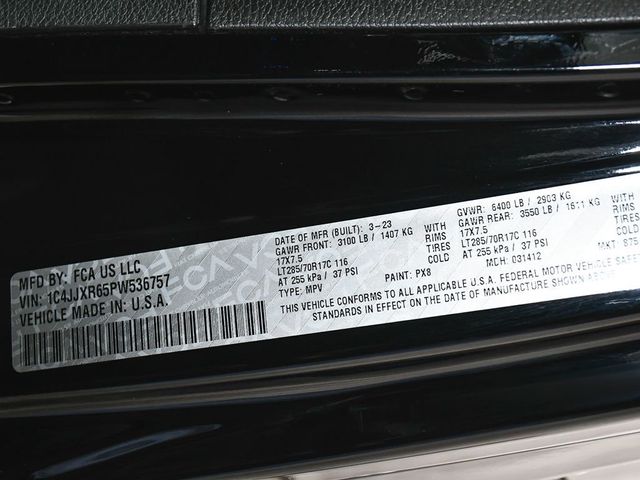 MFD BY: FCA US LLC
VIN: 1C4JJXR65PW536757
VEHICLE MADE IN: U.S.A.
DATE OF MFR (BUILT): 3-23
GAWR FRONT: 3100 LB / 1407 KG WITH
17X7.5 RIMS
LT285/70R17C 116 TIRES
AT 255 kPa / 37 PSI COLD
TYPE: MPV PAINT: PX8
GVWR: 6400 LB / 2903 KG
GAWR REAR: 3550 LB / 1611 KG WITH
17X7.5 RIMS
LT285/70R17C 116 TIRES
AT 255 kPa / 37 PSI COLD
MCH: 031412 MKT: STS
THIS VEHICLE CONFORMS TO ALL APPLICABLE U.S.A. FEDERAL MOTOR VEHICLE SAFETY
STANDARDS IN EFFECT ON THE DATE OF MANUFACTURE SHOWN